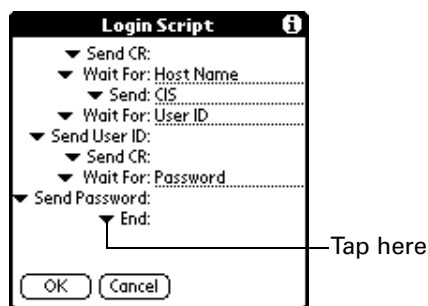 Login Script
Send CR:
Wait For: Host Name
Send: CIS
Wait For: User ID
Send User ID:
Send CR:
Wait For: Password
Send Password:
End:
Tap here
OK Cancel